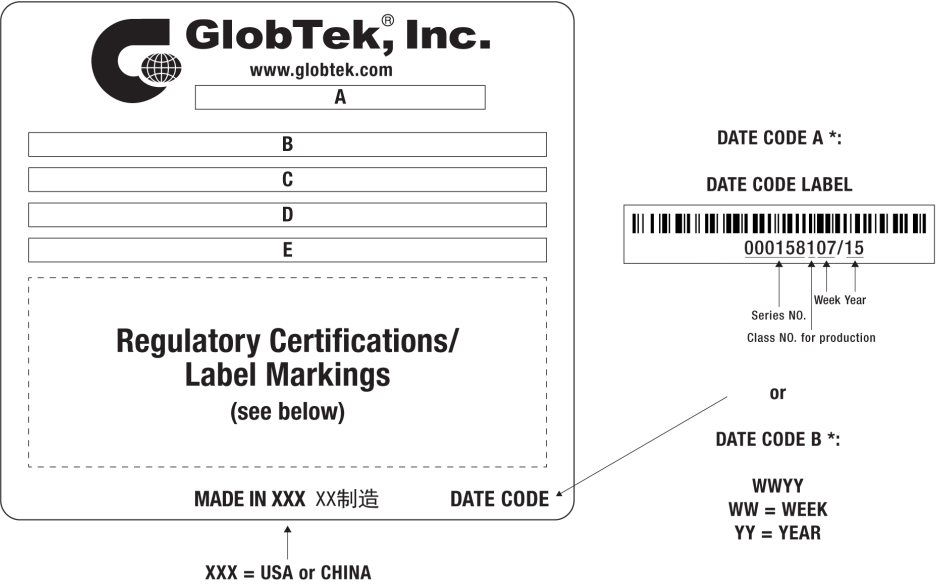 GlobTek,® Inc.
www.globtek.com
A
B
C
D
E
Regulatory Certifications/
Label Markings
(see below)
MADE IN XXX XX制造 DATE CODE
XXX = USA or CHINA
DATE CODE A *:
DATE CODE LABEL
000158107/15
Week Year
Series NO.
Class NO. for production
or
DATE CODE B *:
WWYY
WW = WEEK
YY = YEAR